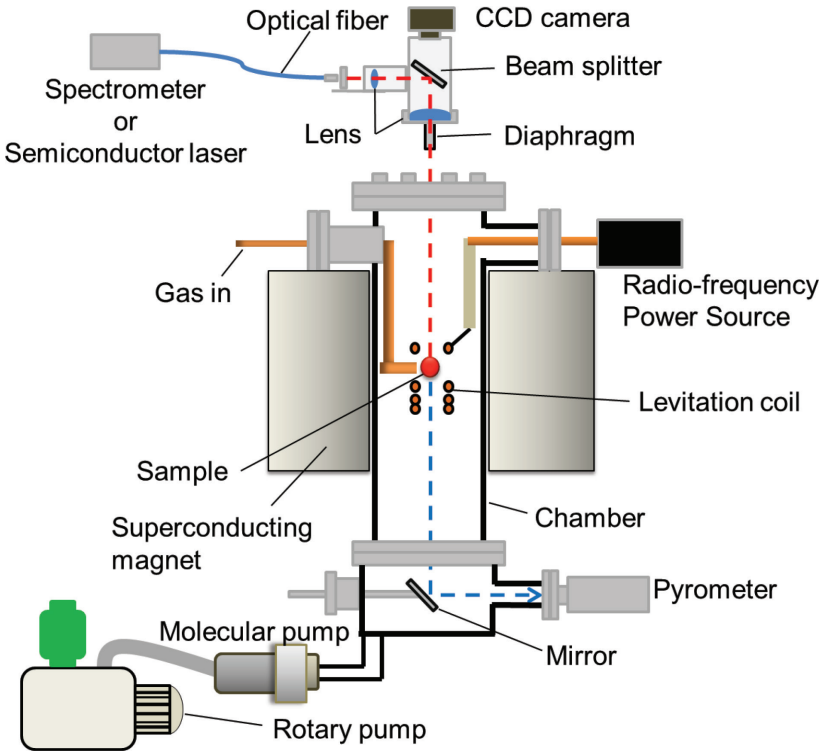 Optical fiber
CCD camera
Beam splitter
Spectrometer
or
Semiconductor laser
Lens
Diaphragm
Gas in
Radio-frequency
Power Source
Levitation coil
Sample
Superconducting
magnet
Chamber
Pyrometer
Molecular pump
Mirror
Rotary pump